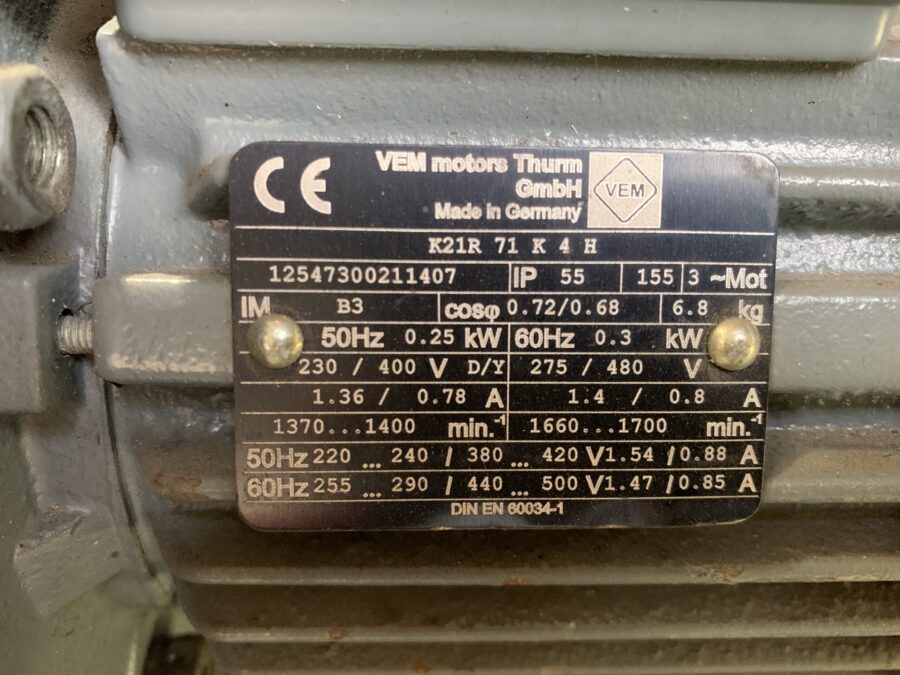 CE
VEM motors Thurm
GmbH
Made in Germany
VEM
K21R 71 K 4 H
12547300211407 IP 55 155 3 ~Mot
IM B3 cosφ 0.72/0.68 6.8 kg
50Hz 0.25 kW 60Hz 0.3 kW
230 / 400 V D/Y 275 / 480 V
1.36 / 0.78 A 1.4 / 0.8 A
1370...1400 min.⁻¹ 1660...1700 min.⁻¹
50Hz 220 ... 240 / 380 ... 420 V 1.54 / 0.88 A
60Hz 255 ... 290 / 440 ... 500 V 1.47 / 0.85 A
DIN EN 60034-1